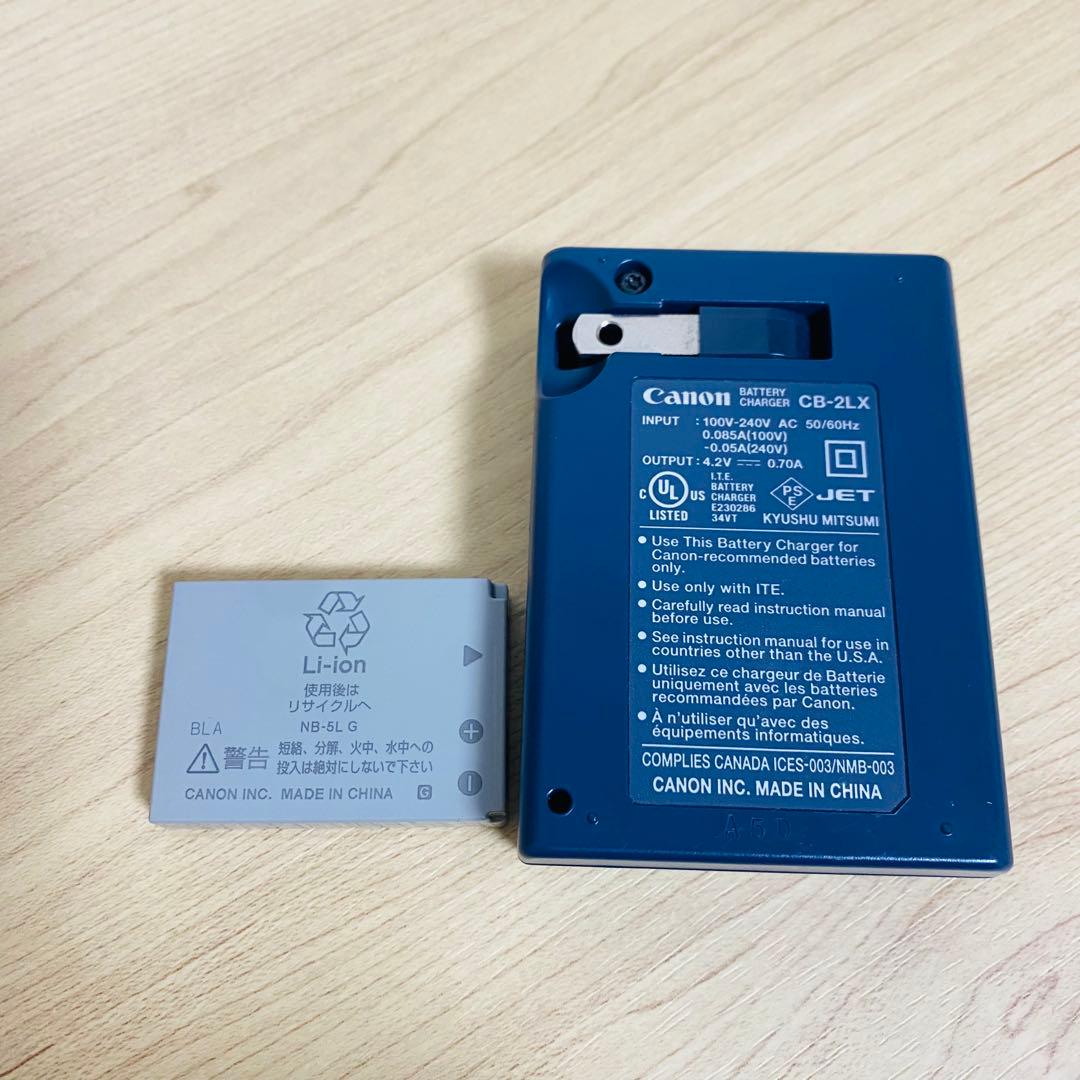 Li-ion
使用後は
リサイクルへ
BLA
NB-5L G
警告 短絡、分解、火中、水中への
投入は絶対にしないで下さい
CANON INC. MADE IN CHINA G
Canon BATTERY CHARGER CB-2LX
INPUT : 100V-240V AC 50/60Hz
0.085A(100V)
-0.05A(240V)
OUTPUT : 4.2V ⎓ 0.70A
C UL US
LISTED
I.T.E.
BATTERY
CHARGER
E230286
34VT
PS E JET
KYUSHU MITSUMI
● Use This Battery Charger for
Canon-recommended batteries
only.
● Use only with ITE.
● Carefully read instruction manual
before use.
● See instruction manual for use in
countries other than the U.S.A.
● Utilisez ce chargeur de Batterie
uniquement avec les batteries
recommandées par Canon.
● À n'utiliser qu'avec des
équipements informatiques.
COMPLIES CANADA ICES-003/NMB-003
CANON INC. MADE IN CHINA
A5D